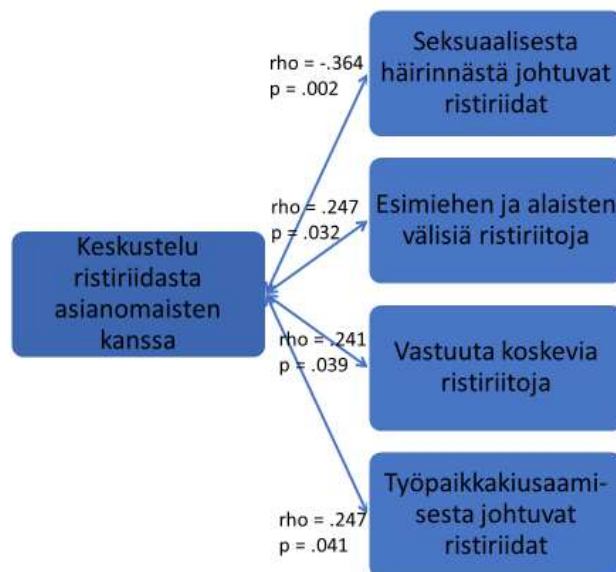 Seksuaalisesta
häirinnästä johtuvat
ristiriidat
rho = -.364
p = .002
Esimiehen ja alaisten
välisiä ristiriitoja
rho = .247
p = .032
Keskustelu
ristiriidasta
asianomaisten
kanssa
Vastuuta koskevia
ristiriitoja
rho = .241
p = .039
Työpaikkakiusaami-
sesta johtuvat
ristiriidat
rho = .247
p = .041